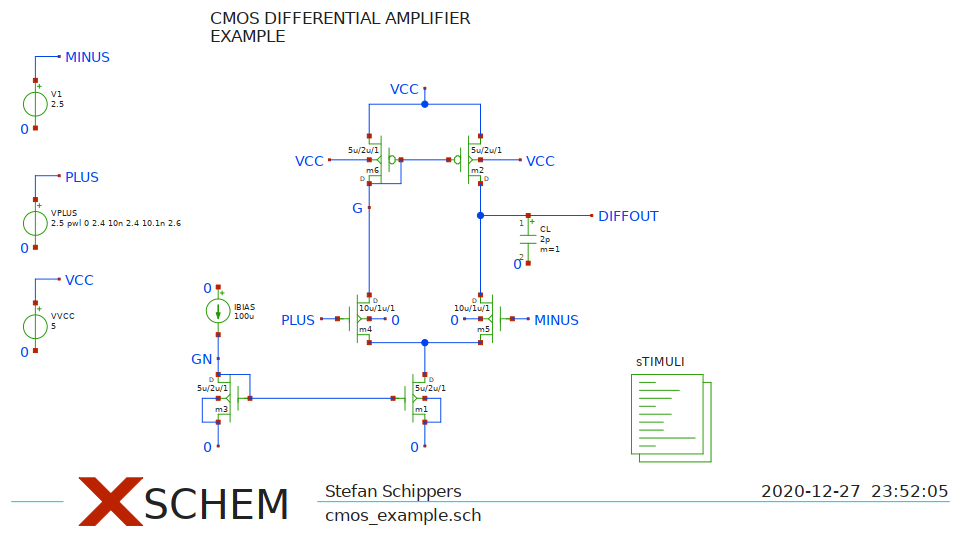 CMOS DIFFERENTIAL AMPLIFIER
EXAMPLE
MINUS
V1
2.5
0
PLUS
VPLUS
2.5 pwl 0 2.4 10n 2.4 10.1n 2.6
0
VCC
VVCC
5
0
VCC
5u/2u/1
VCC
m6
D
5u/2u/1
VCC
m2
D
G
DIFFOUT
1
CL
2p
m=1
2
0
0
IBIAS
100u
GN
D
10u/1u/1
PLUS
0
m4
D
10u/1u/1
0
MINUS
m5
D
5u/2u/1
m3
0
D
5u/2u/1
m1
0
sTIMULI
XSCHEM
Stefan Schippers
2020-12-27 23:52:05
cmos_example.sch